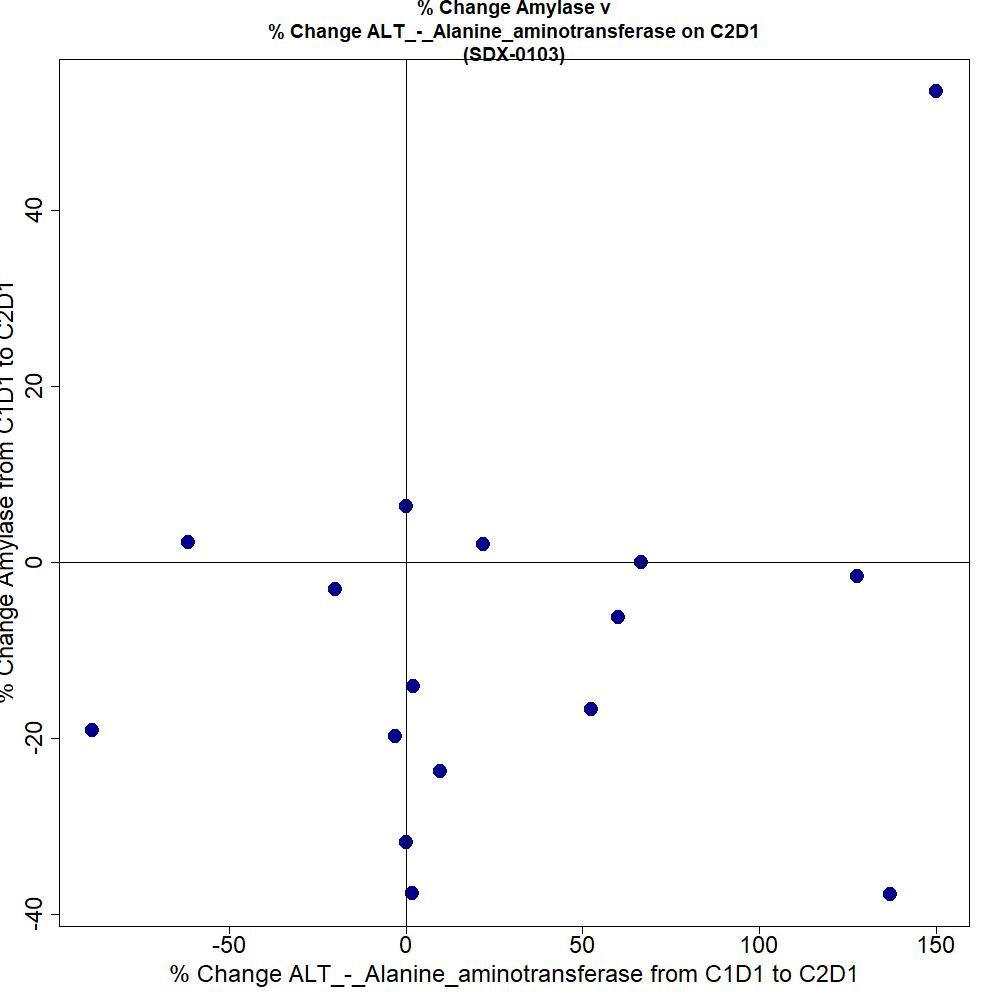 % Change Amylase v
% Change ALT_-_Alanine_aminotransferase on C2D1
(SDX-0103)
% Change Amylase from C1D1 to C2D1
40
20
0
-20
-40
-50
0
50
100
150
% Change ALT_-_Alanine_aminotransferase from C1D1 to C2D1